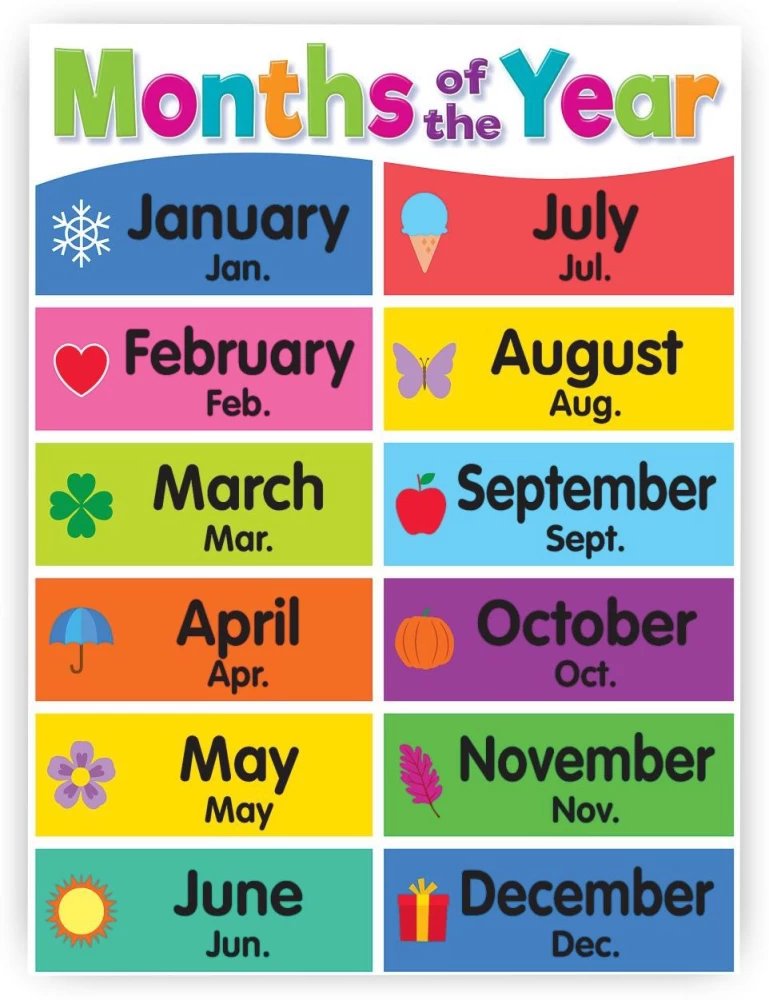 Months of the Year
January
Jan.
February
Feb.
March
Mar.
April
Apr.
May
May
June
Jun.
July
Jul.
August
Aug.
September
Sept.
October
Oct.
November
Nov.
December
Dec.